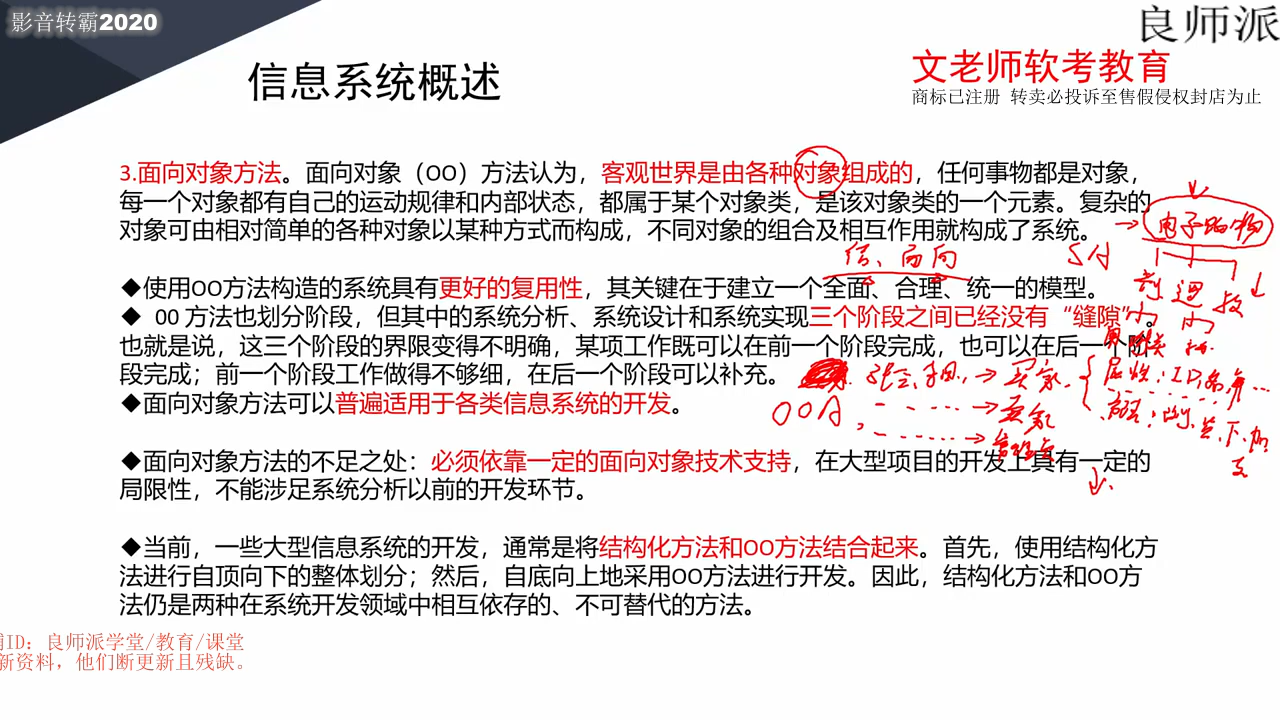 影音转霸2020
良师派
信息系统概述
文老师软考教育
商标已注册 转卖必投诉至售假侵权封店为止
3.面向对象方法。面向对象（OO）方法认为，客观世界是由各种对象组成的，任何事物都是对象，
每一个对象都有自己的运动规律和内部状态，都属于某个对象类，是该对象类的一个元素。复杂的
对象可由相对简单的各种对象以某种方式而构成，不同对象的组合及相互作用就构成了系统。
SA
◆使用OO方法构造的系统具有更好的复用性，其关键在于建立一个全面、合理、统一的模型。
◆ OO方法也划分阶段，但其中的系统分析、系统设计和系统实现三个阶段之间已经没有“缝隙”。
也就是说，这三个阶段的界限变得不明确，某项工作既可以在前一个阶段完成，也可以在后一个阶
段完成；前一个阶段工作做得不够细，在后一个阶段可以补充。
OOA
◆面向对象方法可以普遍适用于各类信息系统的开发。
◆面向对象方法的不足之处：必须依靠一定的面向对象技术支持，在大型项目的开发上具有一定的
局限性，不能涉足系统分析以前的开发环节。
◆当前，一些大型信息系统的开发，通常是将结构化方法和OO方法结合起来。首先，使用结构化方
法进行自顶向下的整体划分；然后，自底向上地采用OO方法进行开发。因此，结构化方法和OO方
法仍是两种在系统开发领域中相互依存的、不可替代的方法。
ID：良师派学堂/教育/课堂
新资料，他们断更新且残缺。